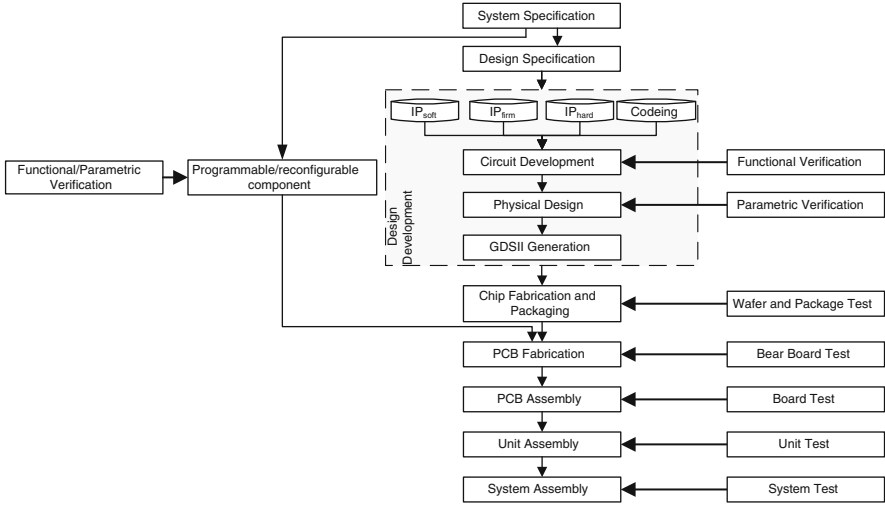 System Specification
Design Specification
IPsoft
IPfirm
IPhard
Codeing
Functional/Parametric
Verification
Programmable/reconfigurable
component
Circuit Development
Functional Verification
Physical Design
Parametric Verification
Design
Development
GDSII Generation
Chip Fabrication and
Packaging
Wafer and Package Test
PCB Fabrication
Bear Board Test
PCB Assembly
Board Test
Unit Assembly
Unit Test
System Assembly
System Test